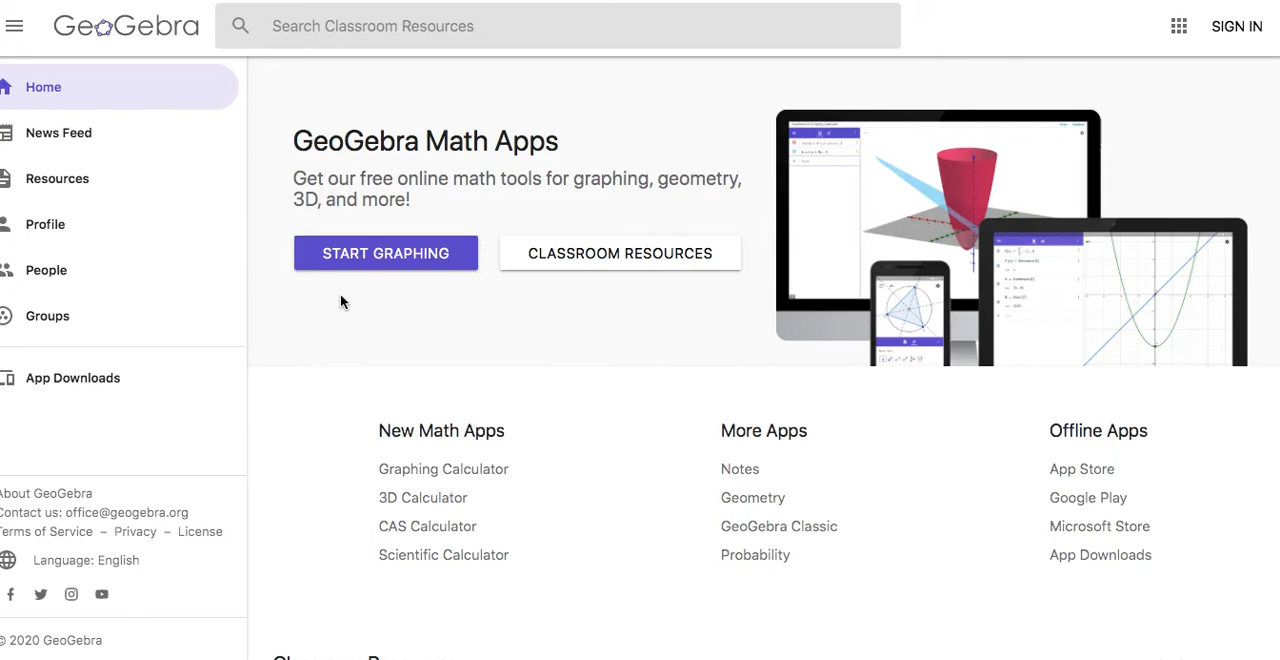 GeoGebra
Search Classroom Resources
SIGN IN
Home
News Feed
Resources
Profile
People
Groups
App Downloads
About GeoGebra
Contact us: office@geogebra.org
Terms of Service – Privacy – License
Language: English
© 2020 GeoGebra
GeoGebra Math Apps
Get our free online math tools for graphing, geometry,
3D, and more!
START GRAPHING
CLASSROOM RESOURCES
New Math Apps
Graphing Calculator
3D Calculator
CAS Calculator
Scientific Calculator
More Apps
Notes
Geometry
GeoGebra Classic
Probability
Offline Apps
App Store
Google Play
Microsoft Store
App Downloads